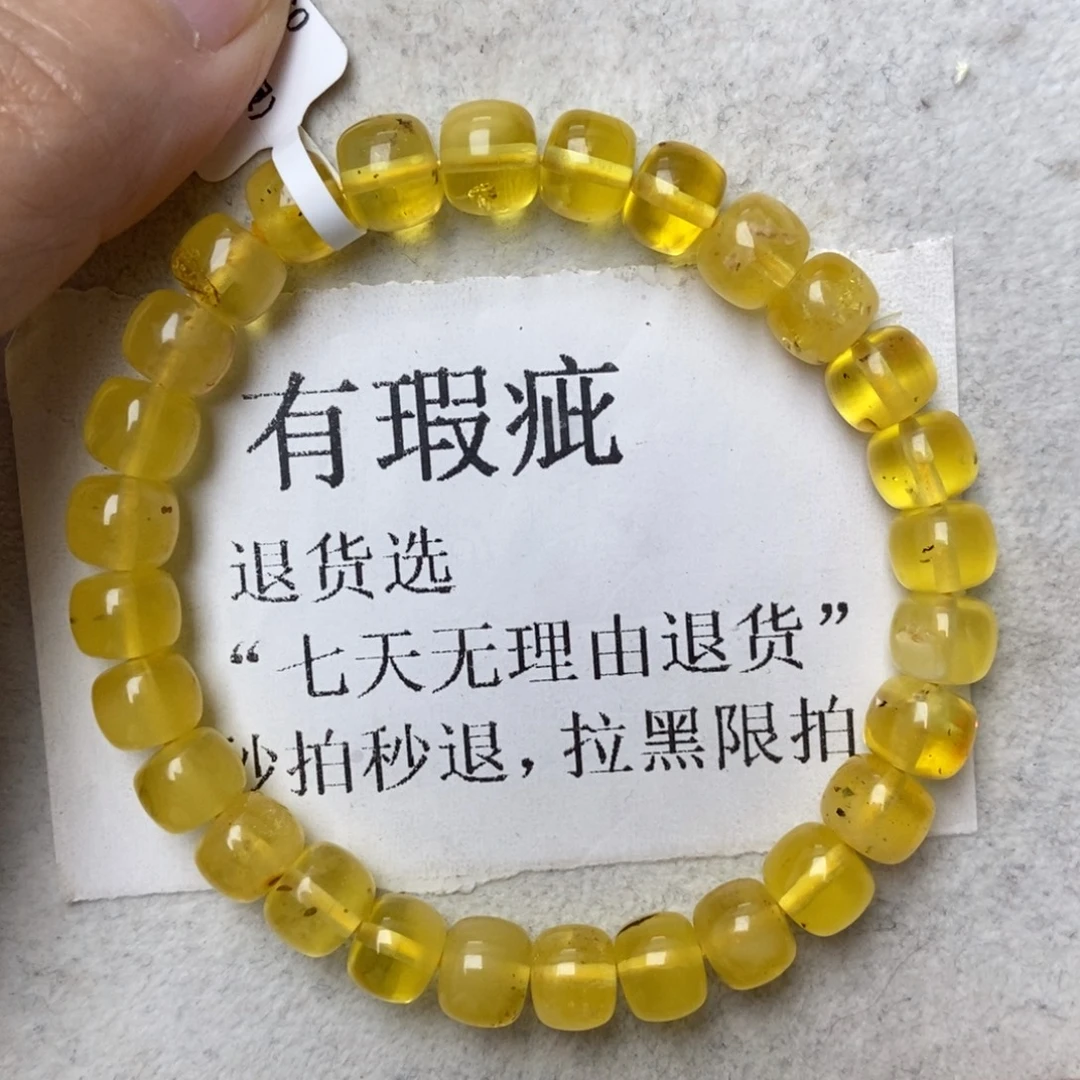 有瑕疵
退货选
“七天无理由退货”
秒拍秒退，拉黑限拍